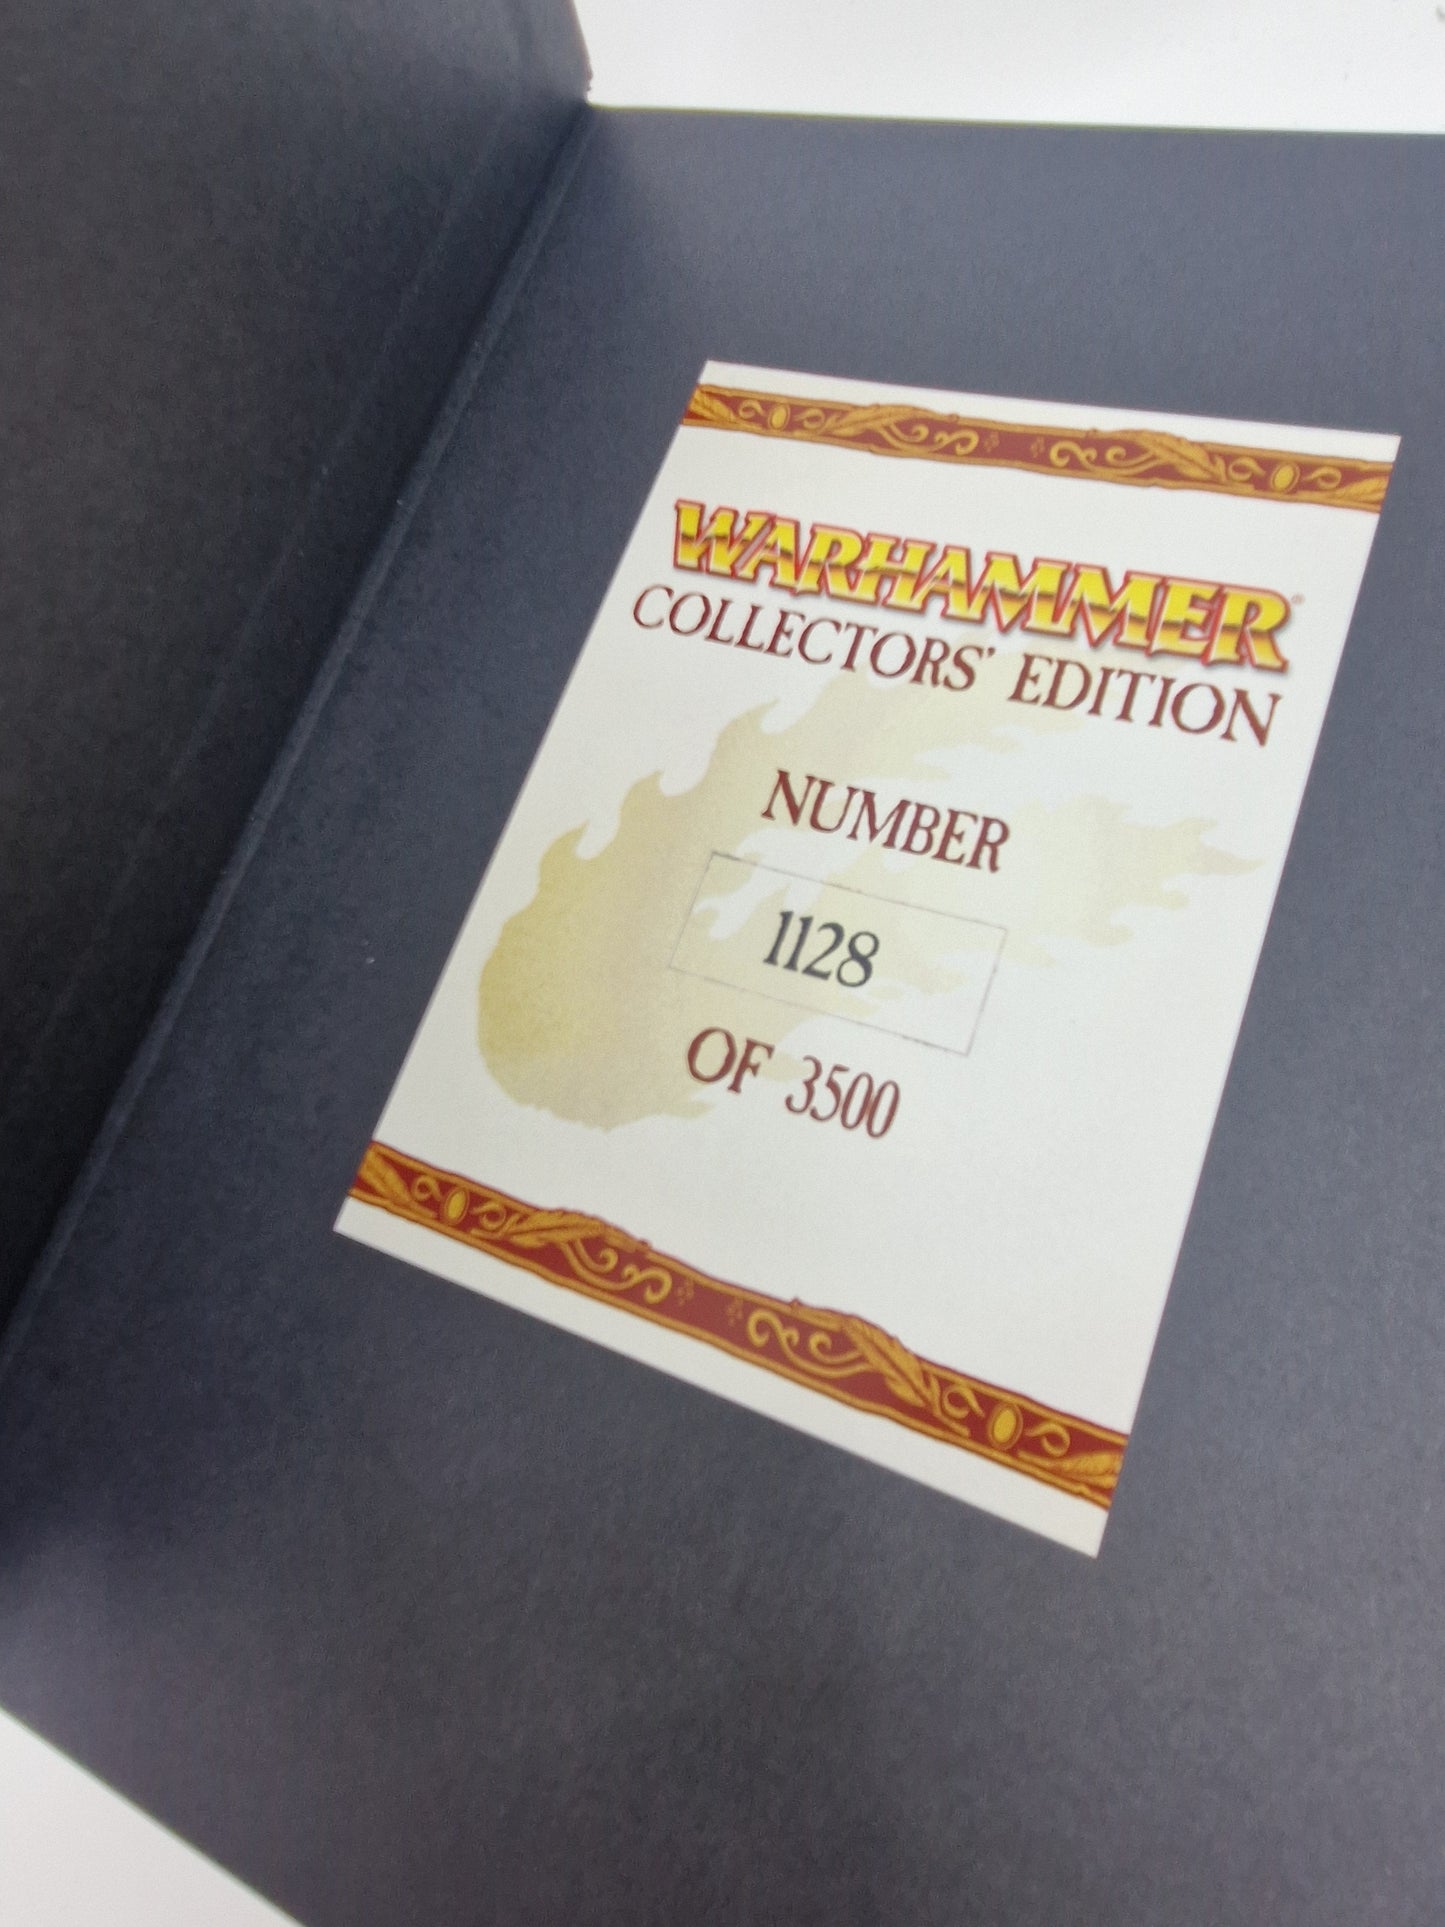 WARHAMMER®
COLLECTORS' EDITION
NUMBER
1128
OF 3500